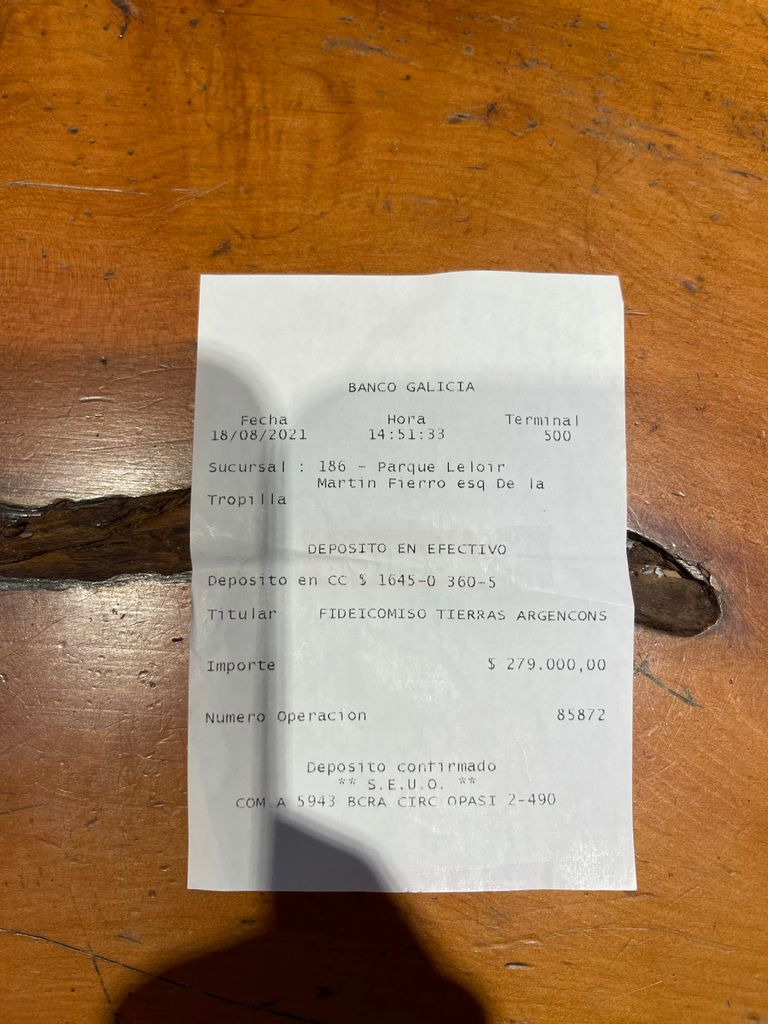 BANCO GALICIA
Fecha Hora Terminal
18/08/2021 14:51:33 500
Sucursal : 186 - Parque Leloir
Martin Fierro esq De la
Tropilla
DEPOSITO EN EFECTIVO
Deposito en CC $ 1645-0 360-5
Titular FIDEICOMISO TIERRAS ARGENCONS
Importe $ 279.000,00
Numero Operacion 85872
Deposito confirmado
** S.E.U.O. **
COM.A 5943 BCRA CIRC OPASI 2-490